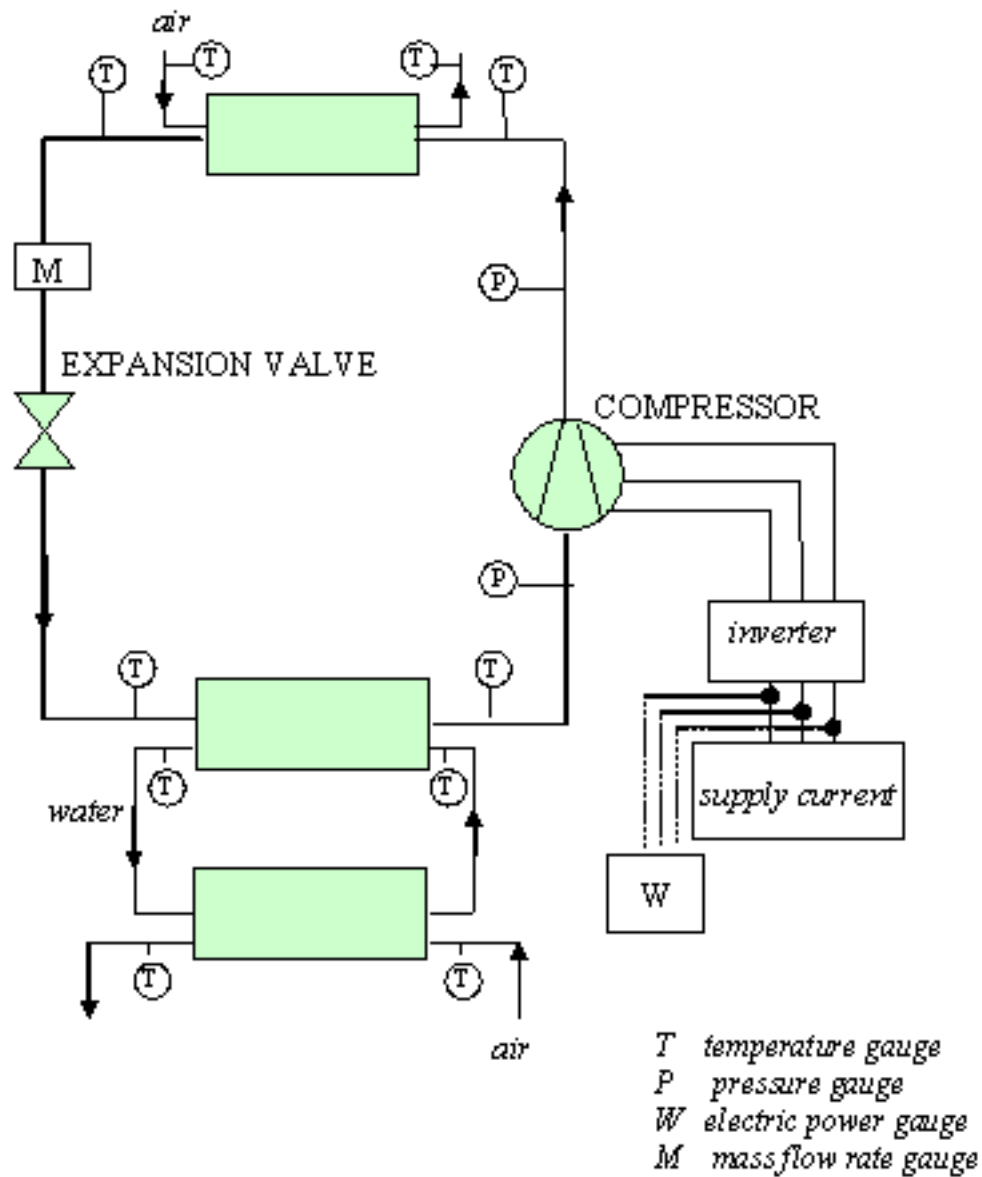 air
T
T
T
T
M
P
EXPANSION VALVE
COMPRESSOR
P
inverter
T
T
T
T
water
supply current
W
T
T
air
T temperature gauge
P pressure gauge
W electric power gauge
M mass flow rate gauge